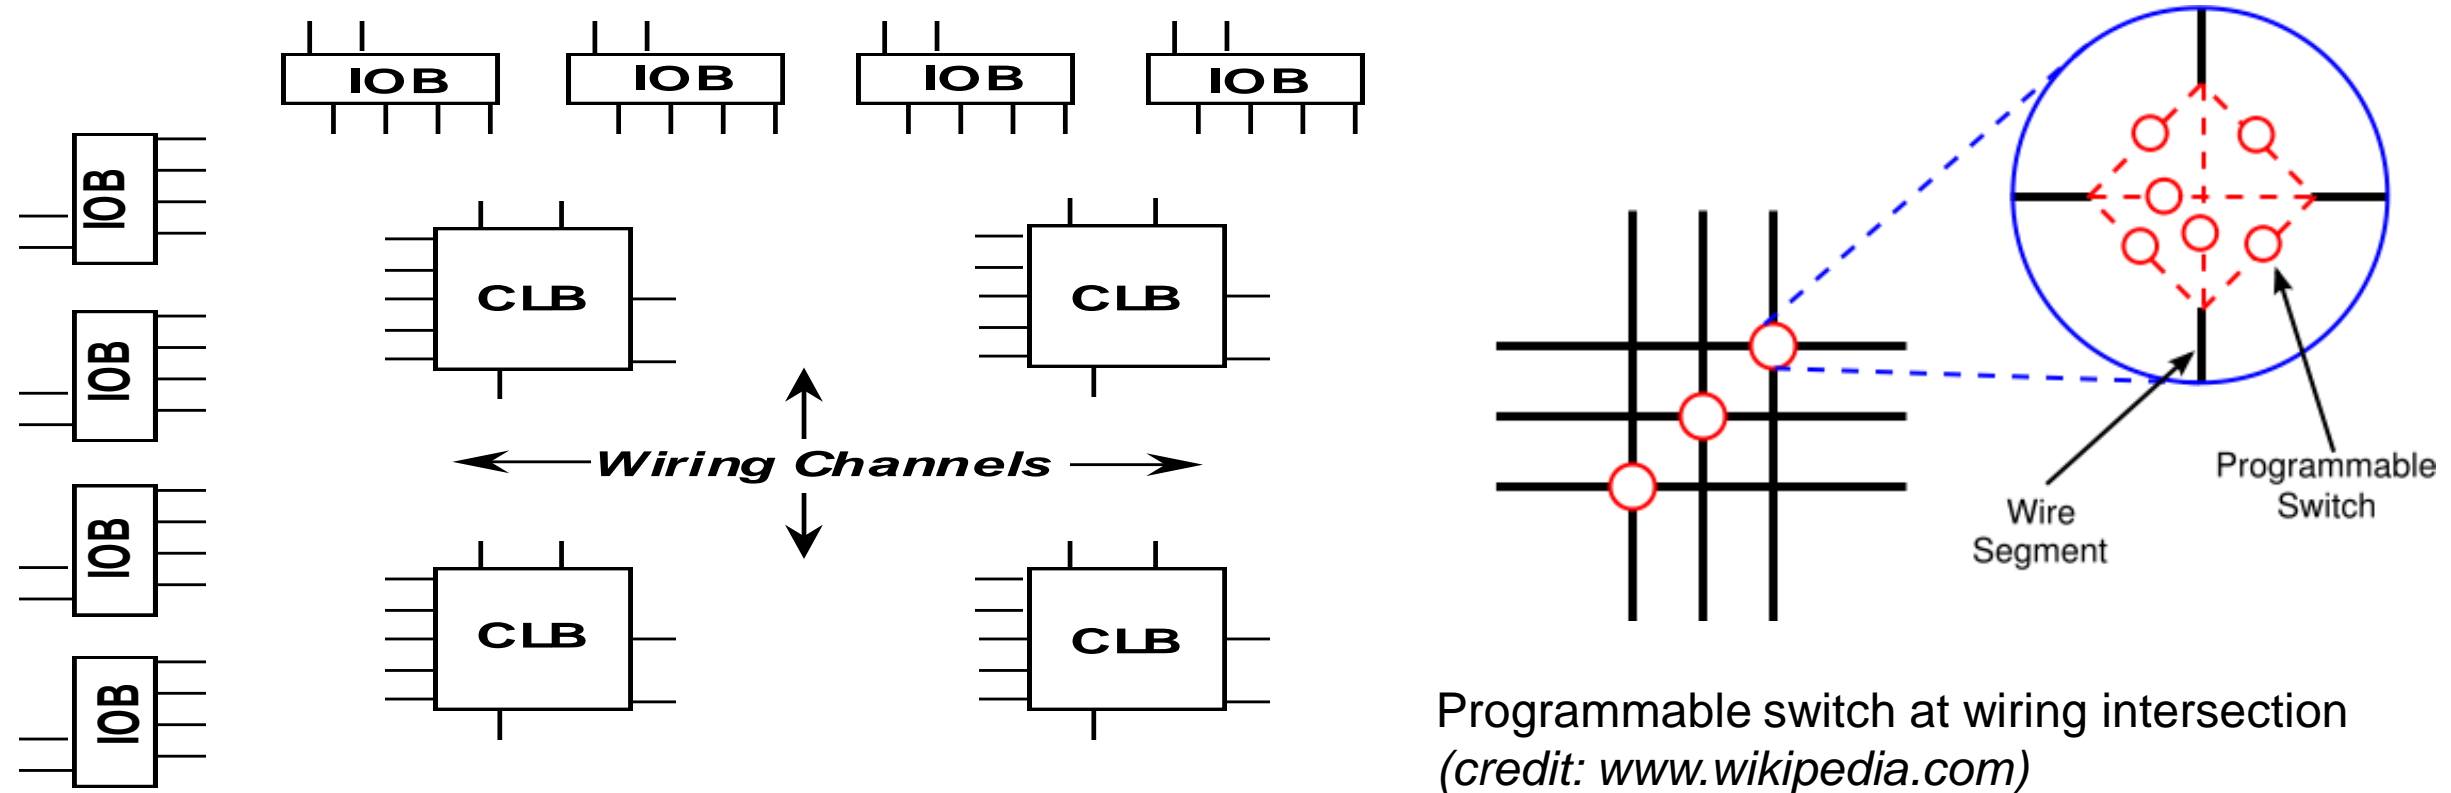 IOB
IOB
IOB
IOB
IOB
IOB
IOB
IOB
CLB
CLB
Wiring Channels
CLB
CLB
Programmable
Switch
Wire
Segment
Programmable switch at wiring intersection
(credit: www.wikipedia.com)